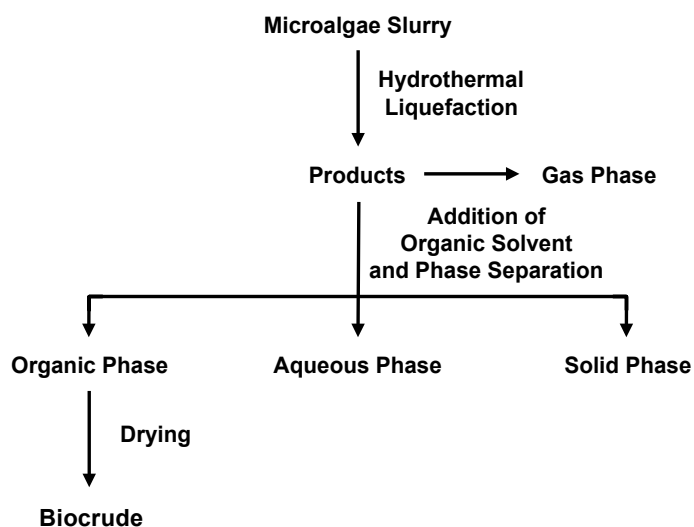 Microalgae Slurry
Hydrothermal
Liquefaction
Products
Gas Phase
Addition of
Organic Solvent
and Phase Separation
Organic Phase
Aqueous Phase
Solid Phase
Drying
Biocrude